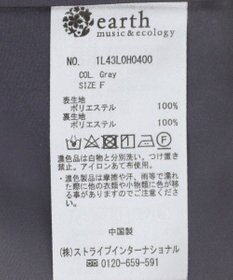 earth
music&ecology
NO. 1L43L0H0400
COL. Gray
SIZE F
表生地
ポリエステル 100%
裏生地
ポリエステル 100%
・濃色品は白物と分別洗い。つけ置き
禁止。アイロンあて布使用。
・濃色製品は摩擦や汗、雨等で濡れ
た際に他の衣類や小物類に色が移る
事がありますのでご注意くださ
い。
中国製
(株)ストライプインターナショナル
☎ 0120-659-591